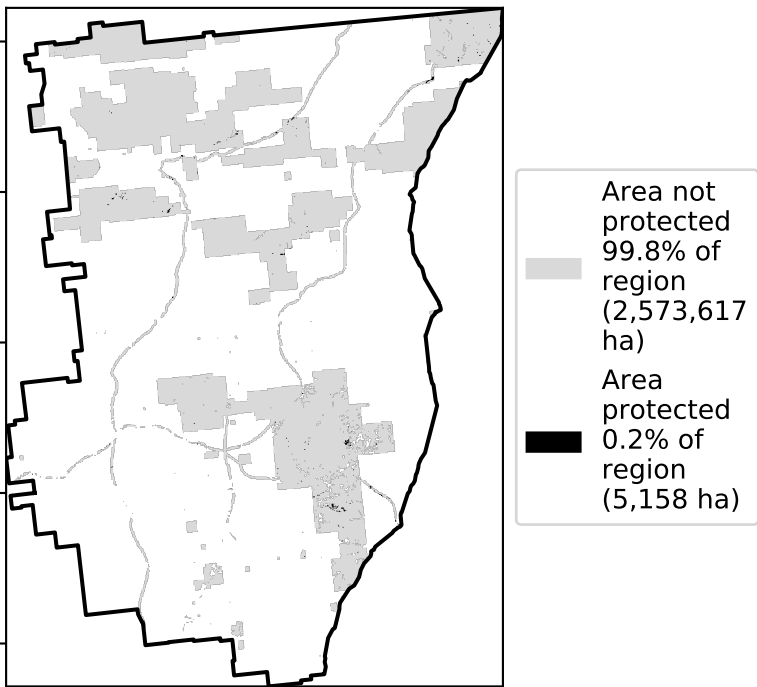 Area not
protected
99.8% of
region
(2,573,617
ha)
Area
protected
0.2% of
region
(5,158 ha)